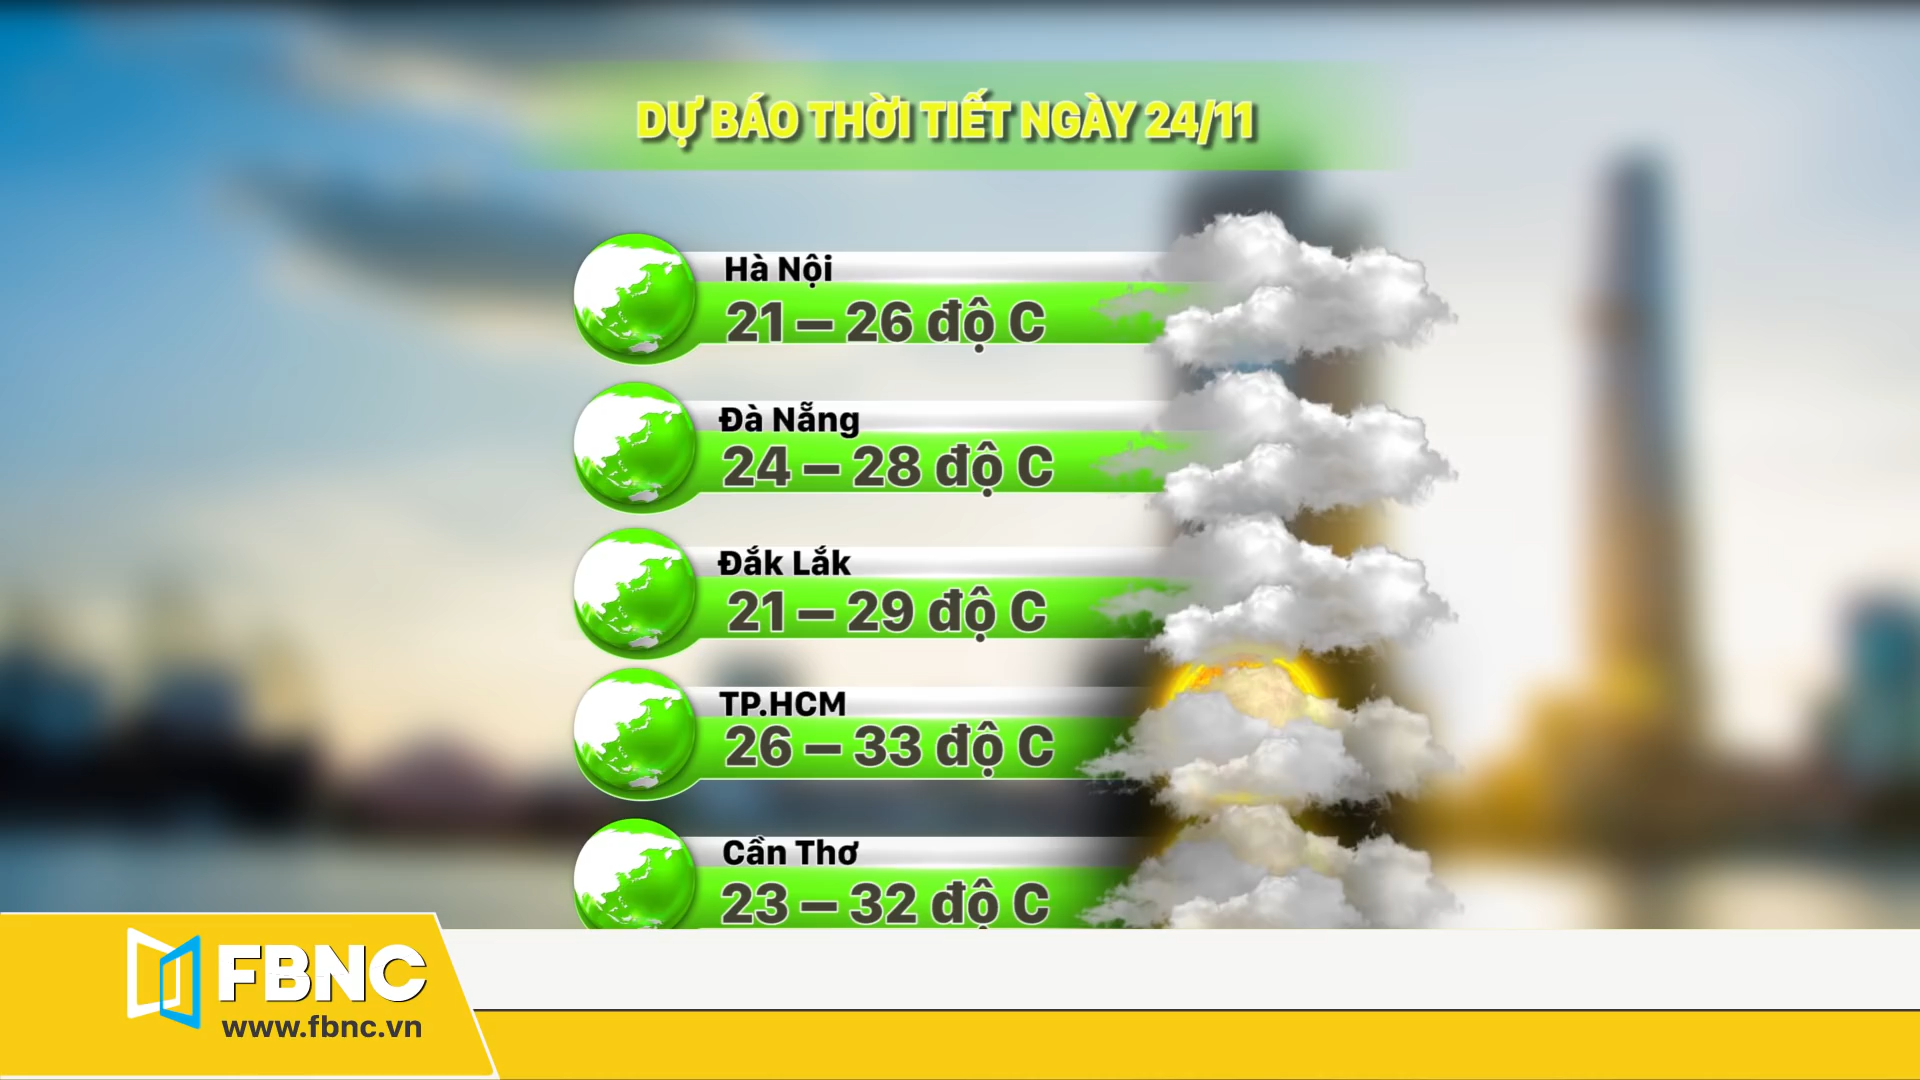 DỰ BÁO THỜI TIẾT NGÀY 24/11
Hà Nội
21 – 26 độ C
Đà Nẵng
24 – 28 độ C
Đắk Lắk
21 – 29 độ C
TP.HCM
26 – 33 độ C
Cần Thơ
23 – 32 độ C
FBNC
www.fbnc.vn